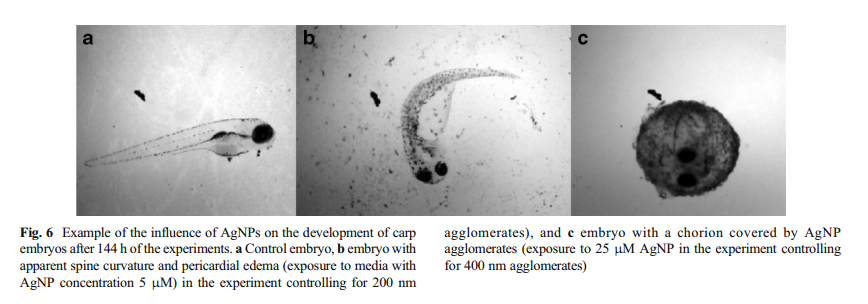 a
b
c
Fig. 6 Example of the influence of AgNPs on the development of carp
embryos after 144 h of the experiments. a Control embryo, b embryo with
apparent spine curvature and pericardial edema (exposure to media with
AgNP concentration 5 μM) in the experiment controlling for 200 nm
agglomerates), and c embryo with a chorion covered by AgNP
agglomerates (exposure to 25 μM AgNP in the experiment controlling
for 400 nm agglomerates)